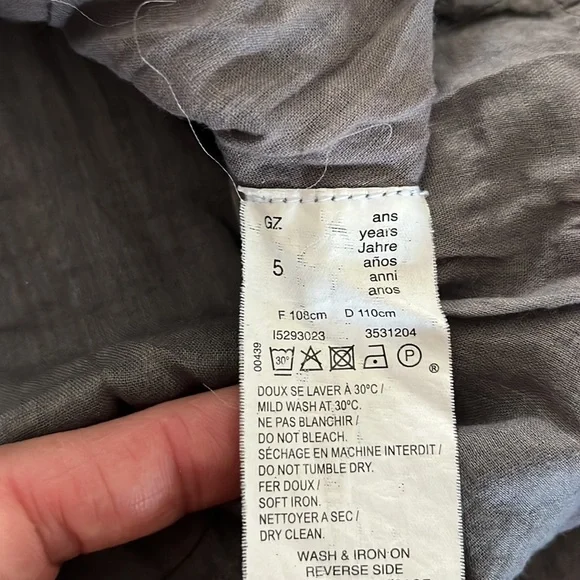 GZ
ans
years
Jahre
5
años
anni
anos
F 108cm D 110cm
I5293023 3531204
00439
30°
P
®
DOUX SE LAVER À 30ºC /
MILD WASH AT 30ºC.
NE PAS BLANCHIR /
DO NOT BLEACH.
SÉCHAGE EN MACHINE INTERDIT /
DO NOT TUMBLE DRY.
FER DOUX /
SOFT IRON.
NETTOYER A SEC /
DRY CLEAN.
WASH & IRON ON
REVERSE SIDE